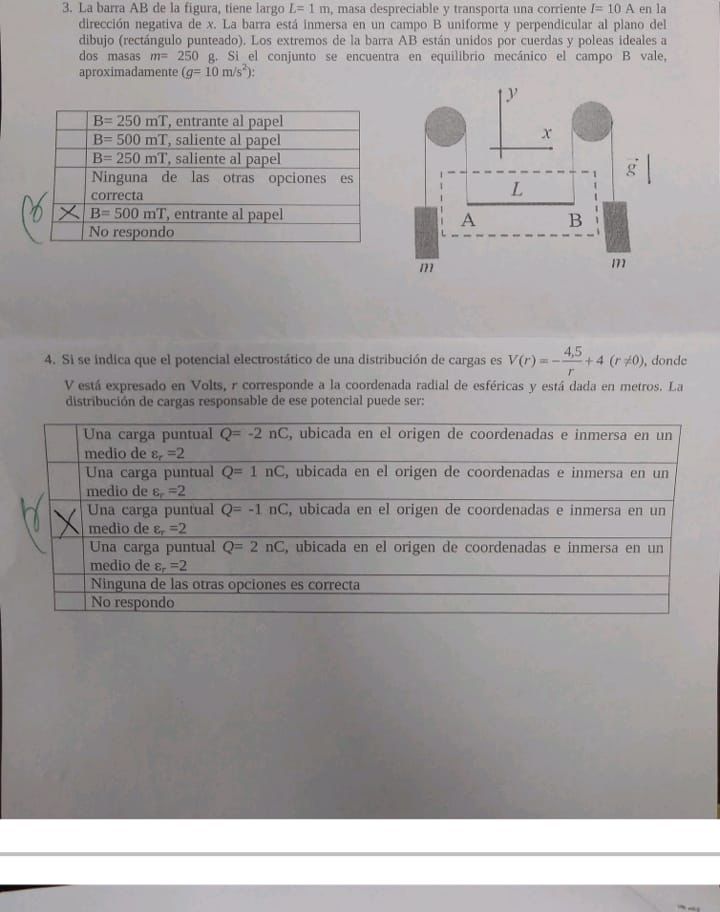 3. La barra AB de la figura, tiene largo L= 1 m, masa despreciable y transporta una corriente I= 10 A en la
dirección negativa de x. La barra está inmersa en un campo B uniforme y perpendicular al plano del
dibujo (rectángulo punteado). Los extremos de la barra AB están unidos por cuerdas y poleas ideales a
dos masas m= 250 g. Si el conjunto se encuentra en equilibrio mecánico el campo B vale,
aproximadamente (g= 10 m/s²):
B= 250 mT, entrante al papel
B= 500 mT, saliente al papel
B= 250 mT, saliente al papel
Ninguna de las otras opciones es
correcta
X B= 500 mT, entrante al papel
No respondo
y
x
g
L
A B
m m
4. Si se indica que el potencial electrostático de una distribución de cargas es V(r) = -4,5/r + 4 (r ≠0), donde
V está expresado en Volts, r corresponde a la coordenada radial de esféricas y está dada en metros. La
distribución de cargas responsable de ese potencial puede ser:
Una carga puntual Q= -2 nC, ubicada en el origen de coordenadas e inmersa en un
medio de εr =2
Una carga puntual Q= 1 nC, ubicada en el origen de coordenadas e inmersa en un
medio de εr =2
X Una carga puntual Q= -1 nC, ubicada en el origen de coordenadas e inmersa en un
medio de εr =2
Una carga puntual Q= 2 nC, ubicada en el origen de coordenadas e inmersa en un
medio de εr =2
Ninguna de las otras opciones es correcta
No respondo